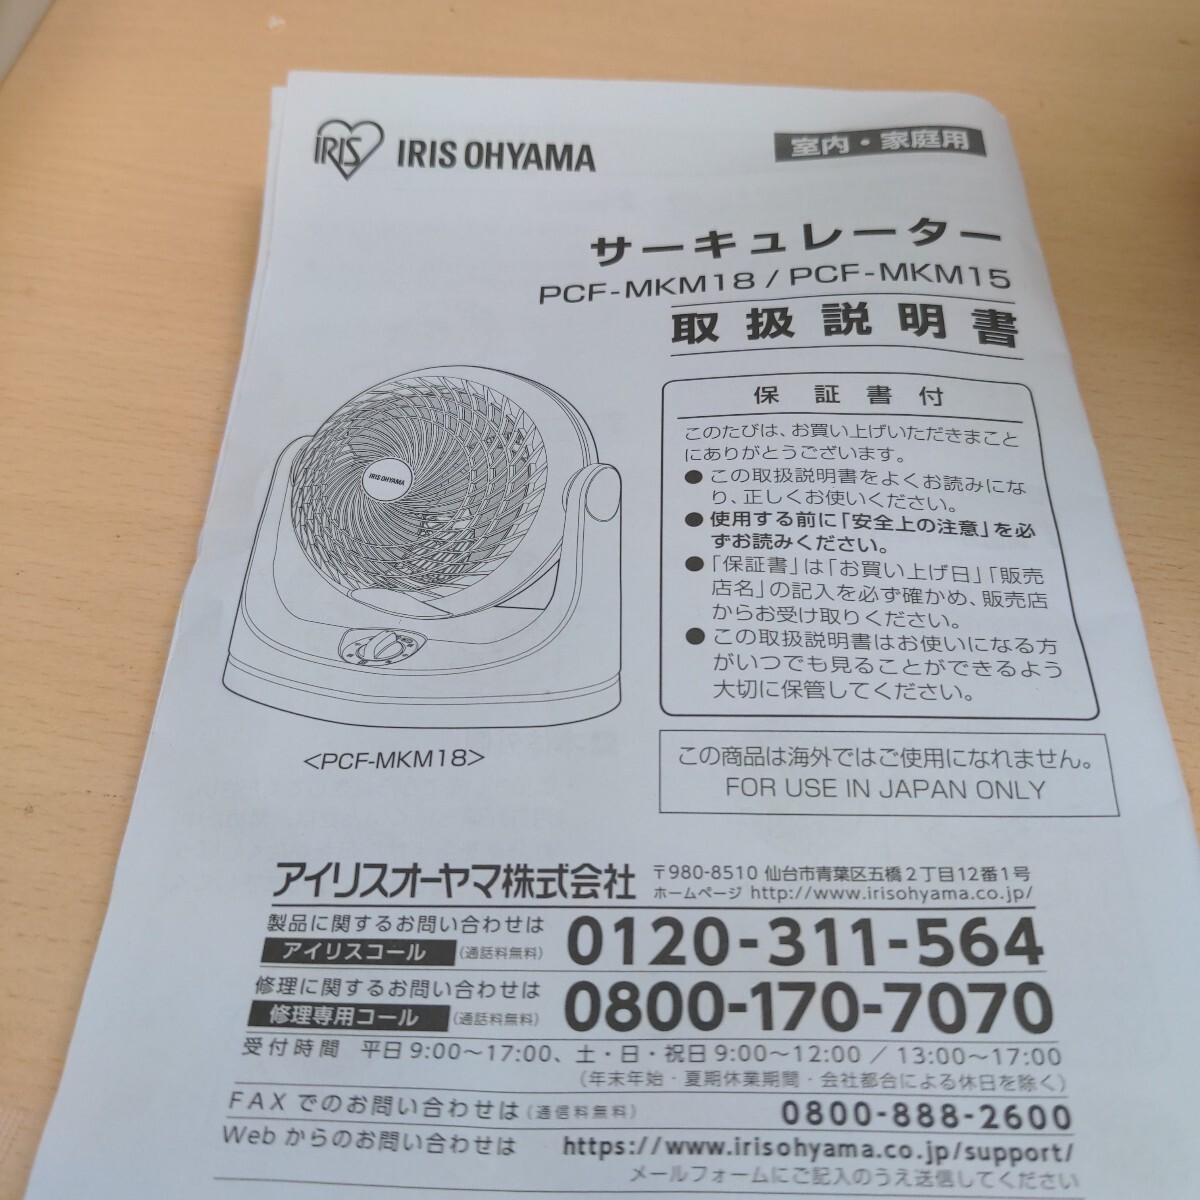 IRIS IRIS OHYAMA
室内・家庭用
サーキュレーター
PCF-MKM18 / PCF-MKM15
取扱説明書
IRIS OHYAMA
<PCF-MKM18>
保証書付
このたびは、お買い上げいただきまこと
にありがとうございます。
● この取扱説明書をよくお読みにな
り、正しくお使いください。
● 使用する前に「安全上の注意」を必
ずお読みください。
● 「保証書」は「お買い上げ日」「販売
店名」の記入を必ず確かめ、販売店
からお受け取りください。
● この取扱説明書はお使いになる方
がいつでも見ることができるよう
大切に保管してください。
この商品は海外ではご使用になれません。
FOR USE IN JAPAN ONLY
アイリスオーヤマ株式会社
〒980-8510 仙台市青葉区五橋2丁目12番1号
ホームページ http://www.irisohyama.co.jp/
製品に関するお問い合わせは
アイリスコール (通話料無料) 0120-311-564
修理に関するお問い合わせは
修理専用コール (通話料無料) 0800-170-7070
受付時間 平日9:00～17:00、土・日・祝日9:00～12:00 / 13:00～17:00
(年末年始・夏期休業期間・会社都合による休日を除く)
FAXでのお問い合わせは(通信料無料) 0800-888-2600
Webからのお問い合わせは https://www.irisohyama.co.jp/support/
メールフォームにご記入のうえ送信してください